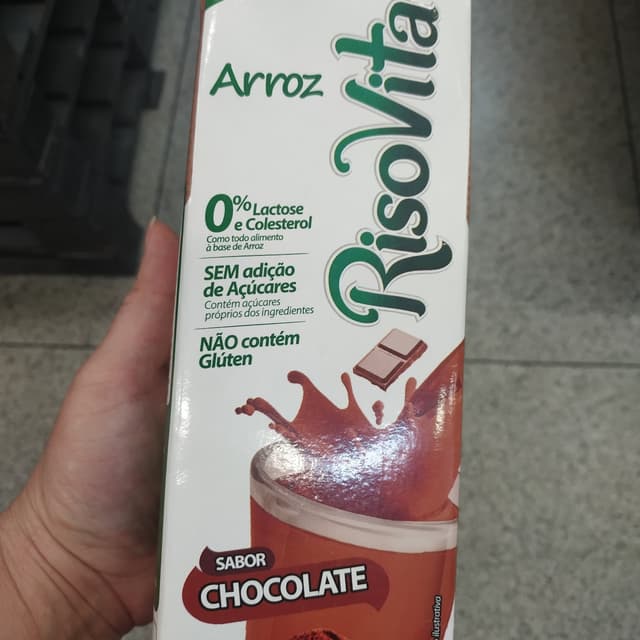 Arroz
RisoVita
0% Lactose
e Colesterol
Como todo alimento
à base de Arroz
SEM adição
de Açúcares
Contém açúcares
próprios dos ingredientes
NÃO contém
Glúten
SABOR
CHOCOLATE
ilustrativa